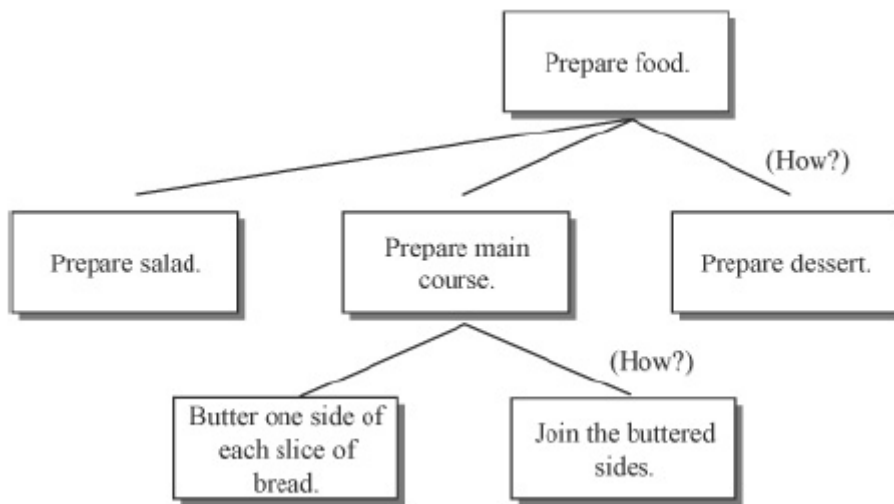 Prepare food.
(How?)
Prepare salad.
Prepare main
course.
Prepare dessert.
(How?)
Butter one side of
each slice of
bread.
Join the buttered
sides.